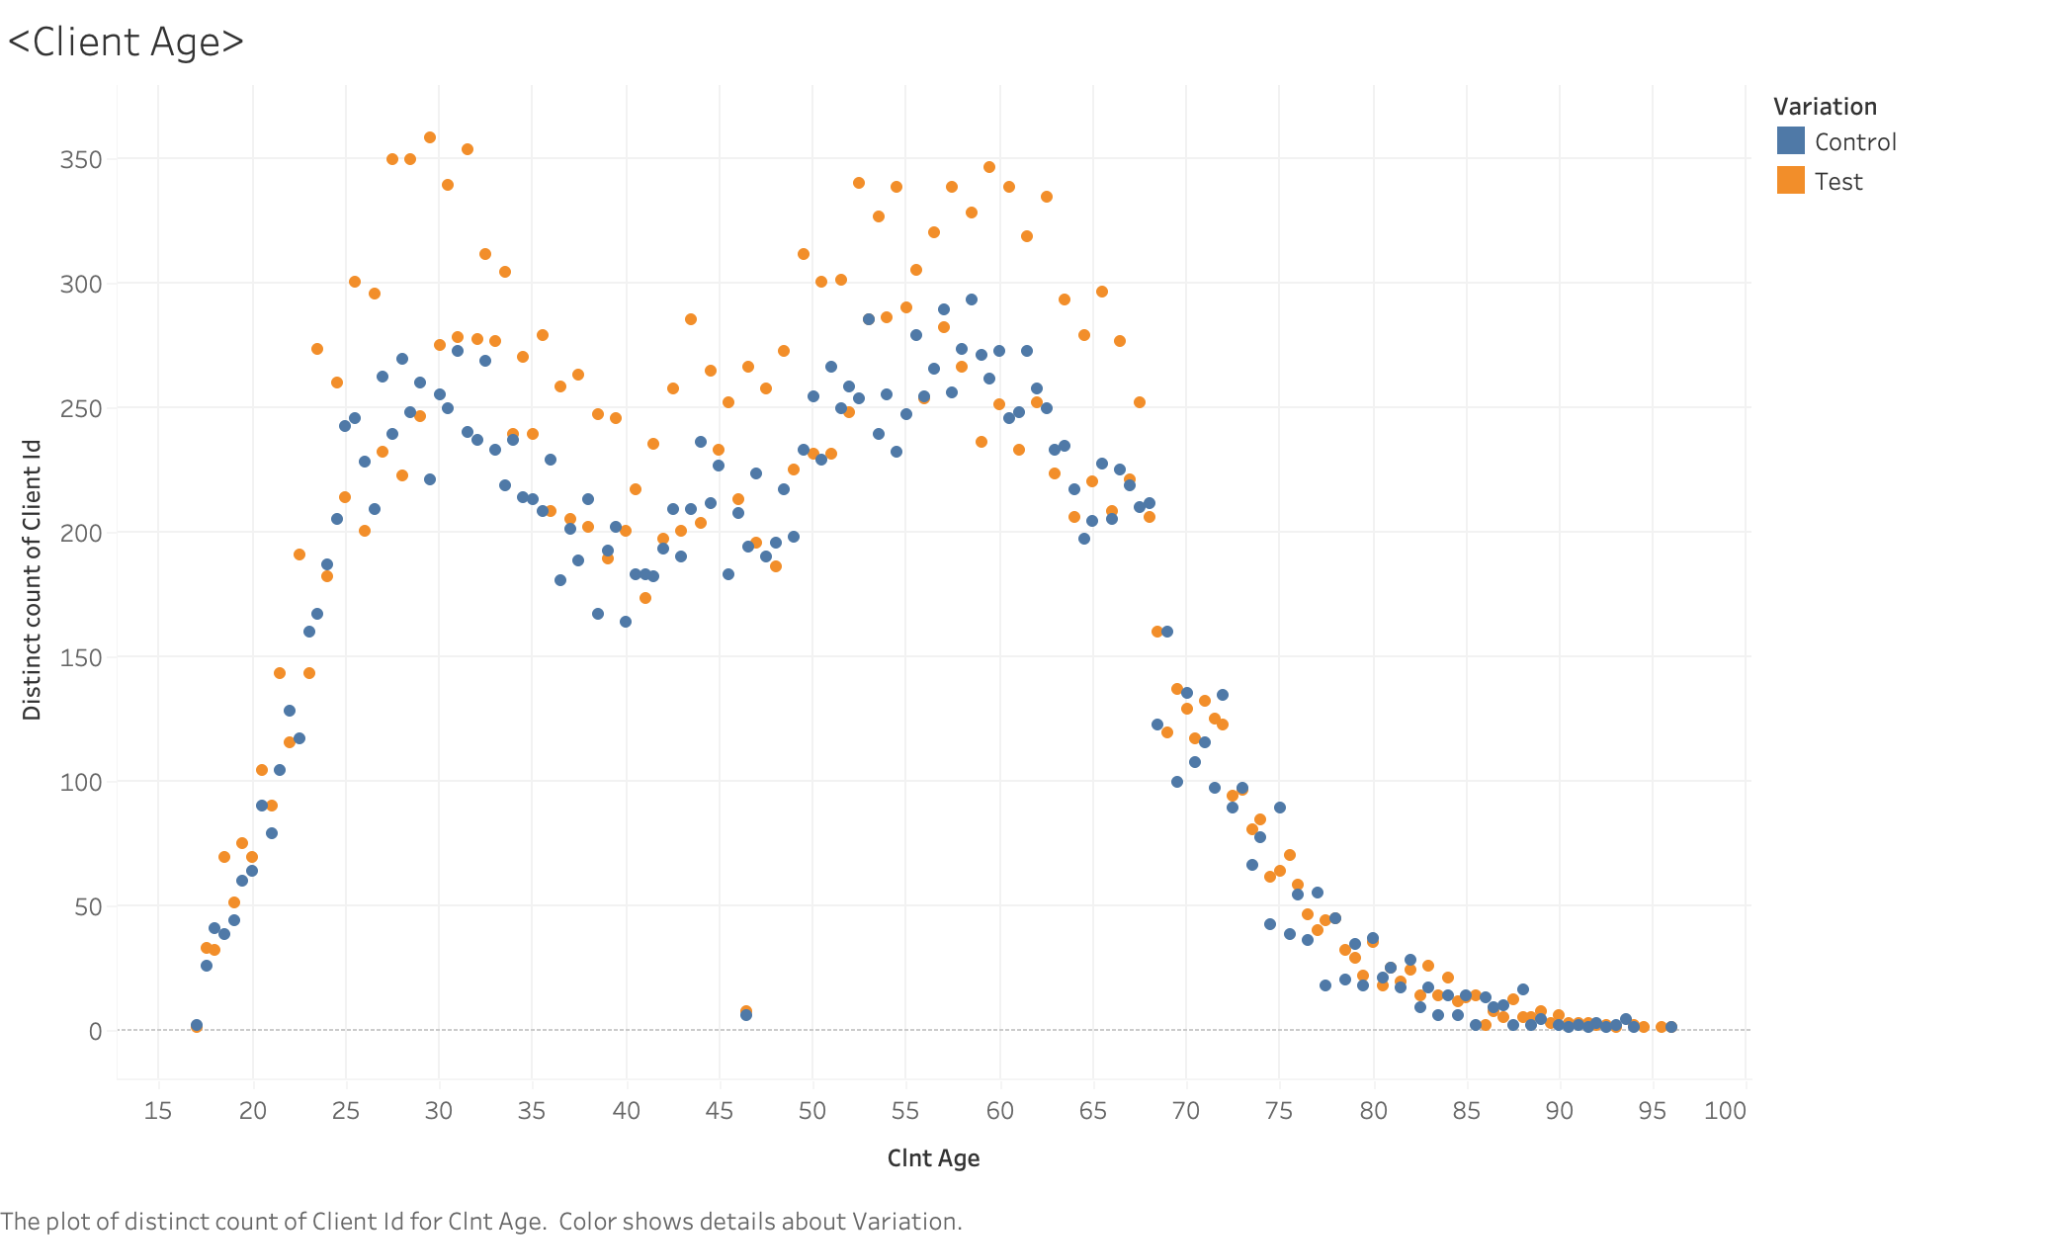 <Client Age>
Variation
Control
Test
350
300
250
200
150
100
50
0
Distinct count of Client Id
15 20 25 30 35 40 45 50 55 60 65 70 75 80 85 90 95 100
Clnt Age
The plot of distinct count of Client Id for Clnt Age. Color shows details about Variation.